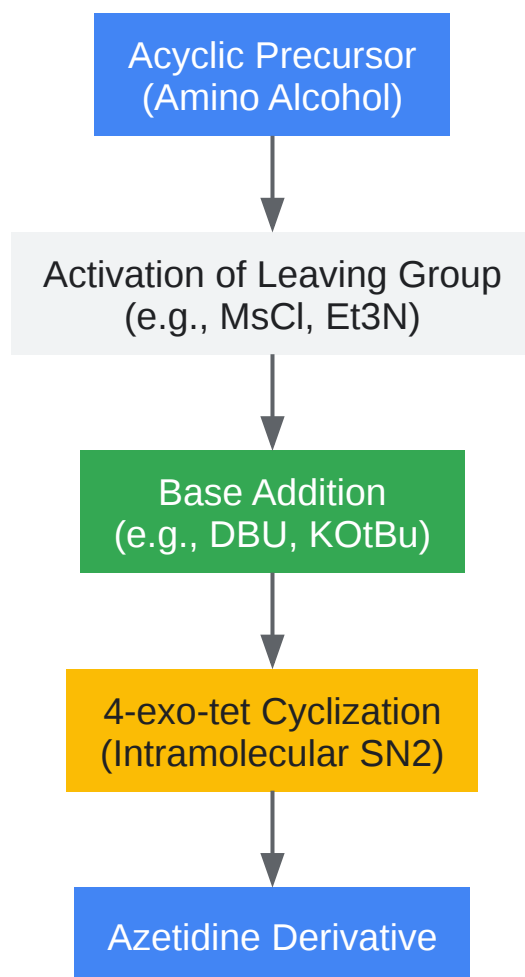 Acyclic Precursor
(Amino Alcohol)
Activation of Leaving Group
(e.g., MsCl, Et3N)
Base Addition
(e.g., DBU, KOtBu)
4-exo-tet Cyclization
(Intramolecular SN2)
Azetidine Derivative